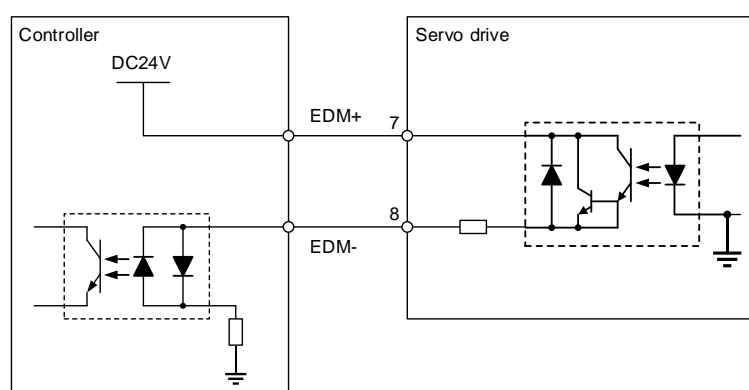 Controller
Servo drive
DC24V
EDM+
7
8
EDM-